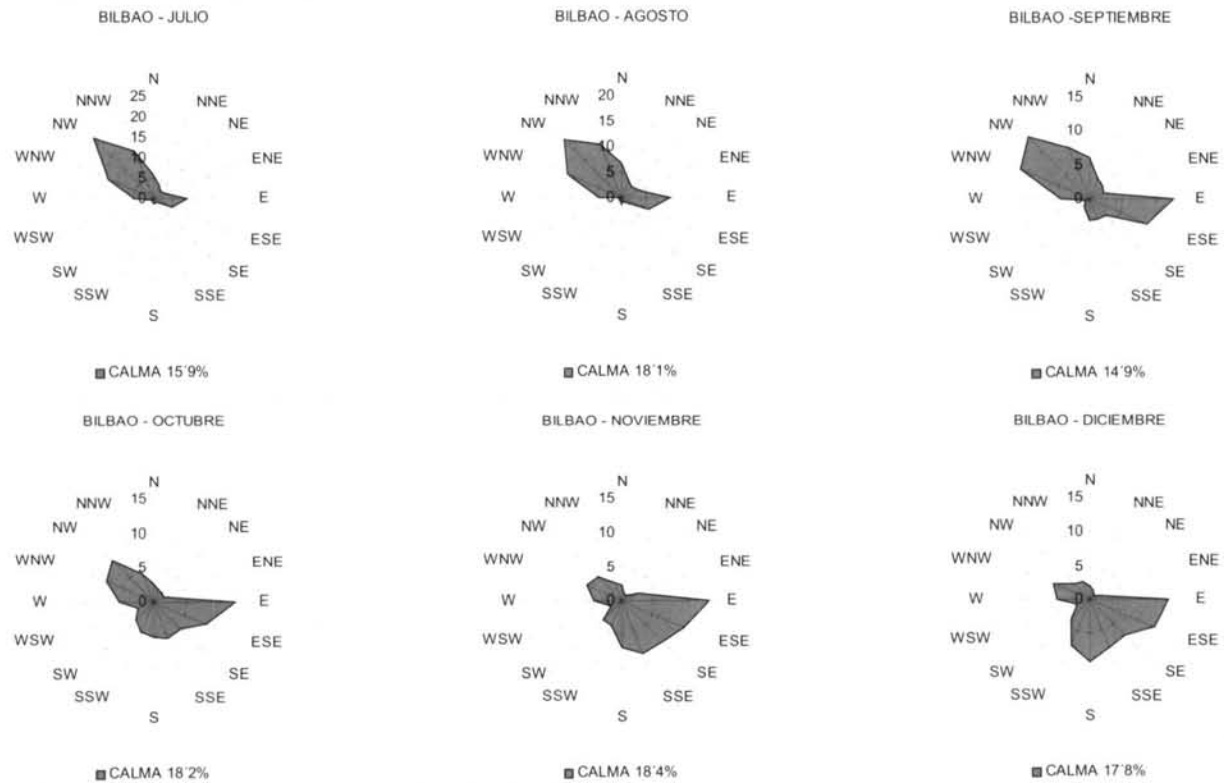 BILBAO - JULIO
N
NNW
NNE
NW
NE
WNW
ENE
W
E
WSW
ESE
SW
SE
SSW
SSE
S
25
20
15
10
5
0
CALMA 15´9%
BILBAO - AGOSTO
N
NNW
NNE
NW
NE
WNW
ENE
W
E
WSW
ESE
SW
SE
SSW
SSE
S
20
15
10
5
0
CALMA 18´1%
BILBAO -SEPTIEMBRE
N
NNW
NNE
NW
NE
WNW
ENE
W
E
WSW
ESE
SW
SE
SSW
SSE
S
15
10
5
0
CALMA 14´9%
BILBAO - OCTUBRE
N
NNW
NNE
NW
NE
WNW
ENE
W
E
WSW
ESE
SW
SE
SSW
SSE
S
15
10
5
0
CALMA 18´2%
BILBAO - NOVIEMBRE
N
NNW
NNE
NW
NE
WNW
ENE
W
E
WSW
ESE
SW
SE
SSW
SSE
S
15
10
5
0
CALMA 18´4%
BILBAO - DICIEMBRE
N
NNW
NNE
NW
NE
WNW
ENE
W
E
WSW
ESE
SW
SE
SSW
SSE
S
15
10
5
0
CALMA 17´8%